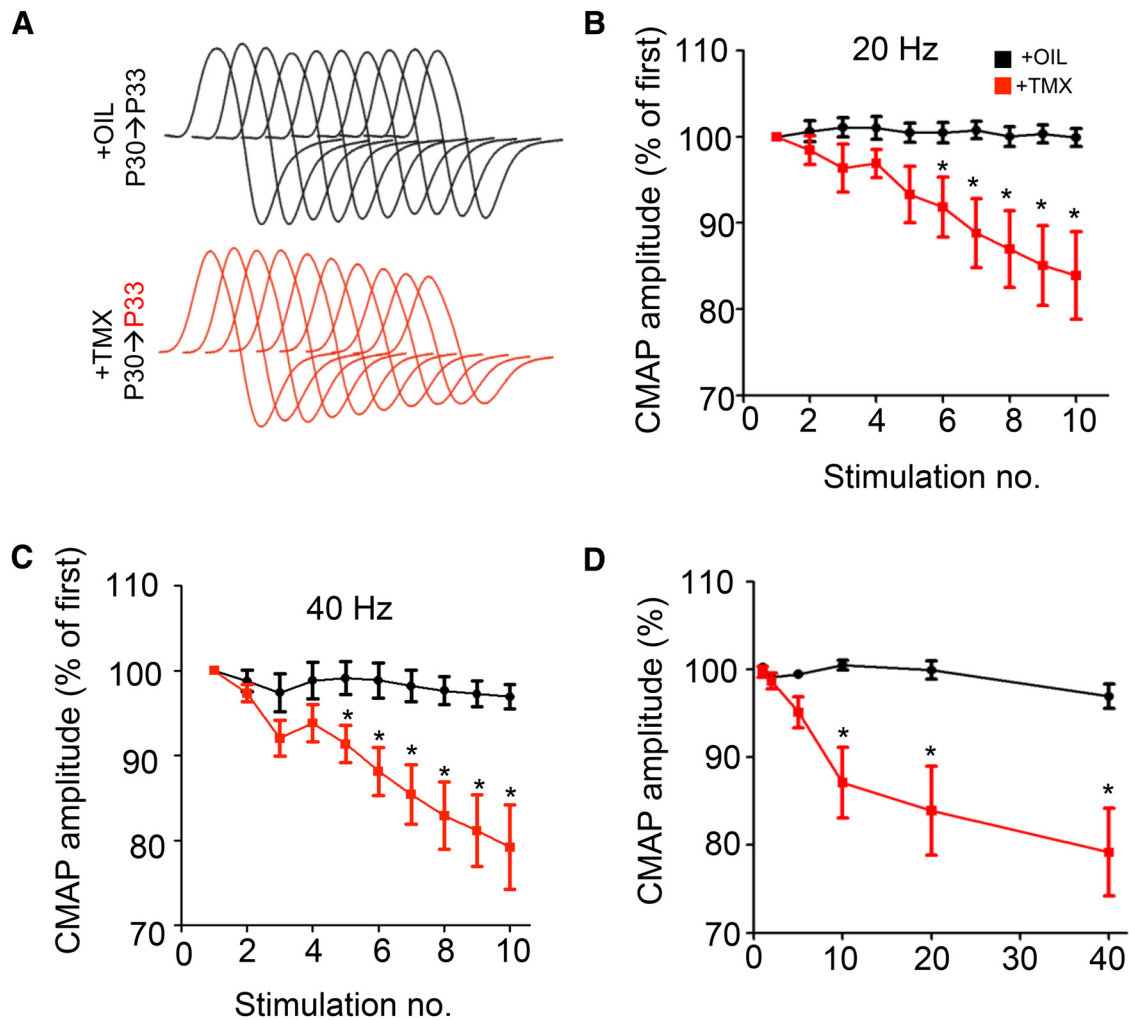 A
+OIL
P30→P33
+TMX
P30→P33
B
CMAP amplitude (% of first)
20 Hz
+OIL
+TMX
110
100
90
80
70
* * * * *
0 2 4 6 8 10
Stimulation no.
C
CMAP amplitude (% of first)
40 Hz
110
100
90
80
70
* * * * * *
0 2 4 6 8 10
Stimulation no.
D
CMAP amplitude (%)
110
100
90
80
70
* * *
0 10 20 30 40